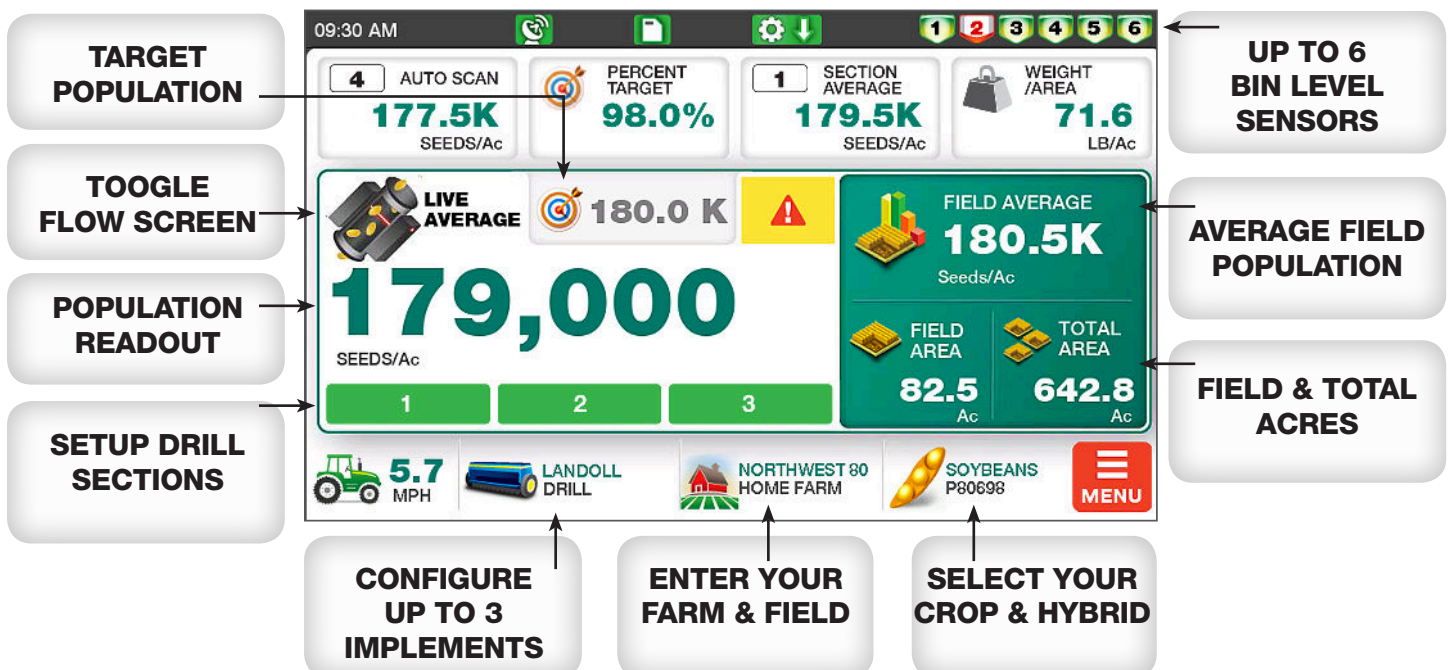 TARGET
POPULATION
TOOGLE
FLOW SCREEN
POPULATION
READOUT
SETUP DRILL
SECTIONS
09:30 AM
1 2 3 4 5 6
4 AUTO SCAN
177.5K
SEEDS/Ac
PERCENT
TARGET
98.0%
1 SECTION
AVERAGE
179.5K
SEEDS/Ac
WEIGHT
/AREA
71.6
LB/Ac
LIVE
AVERAGE
180.0 K
179,000
SEEDS/Ac
1 2 3
FIELD AVERAGE
180.5K
Seeds/Ac
FIELD
AREA
82.5
Ac
TOTAL
AREA
642.8
Ac
5.7
MPH
LANDOLL
DRILL
NORTHWEST 80
HOME FARM
SOYBEANS
P80698
MENU
UP TO 6
BIN LEVEL
SENSORS
AVERAGE FIELD
POPULATION
FIELD & TOTAL
ACRES
CONFIGURE
UP TO 3
IMPLEMENTS
ENTER YOUR
FARM & FIELD
SELECT YOUR
CROP & HYBRID